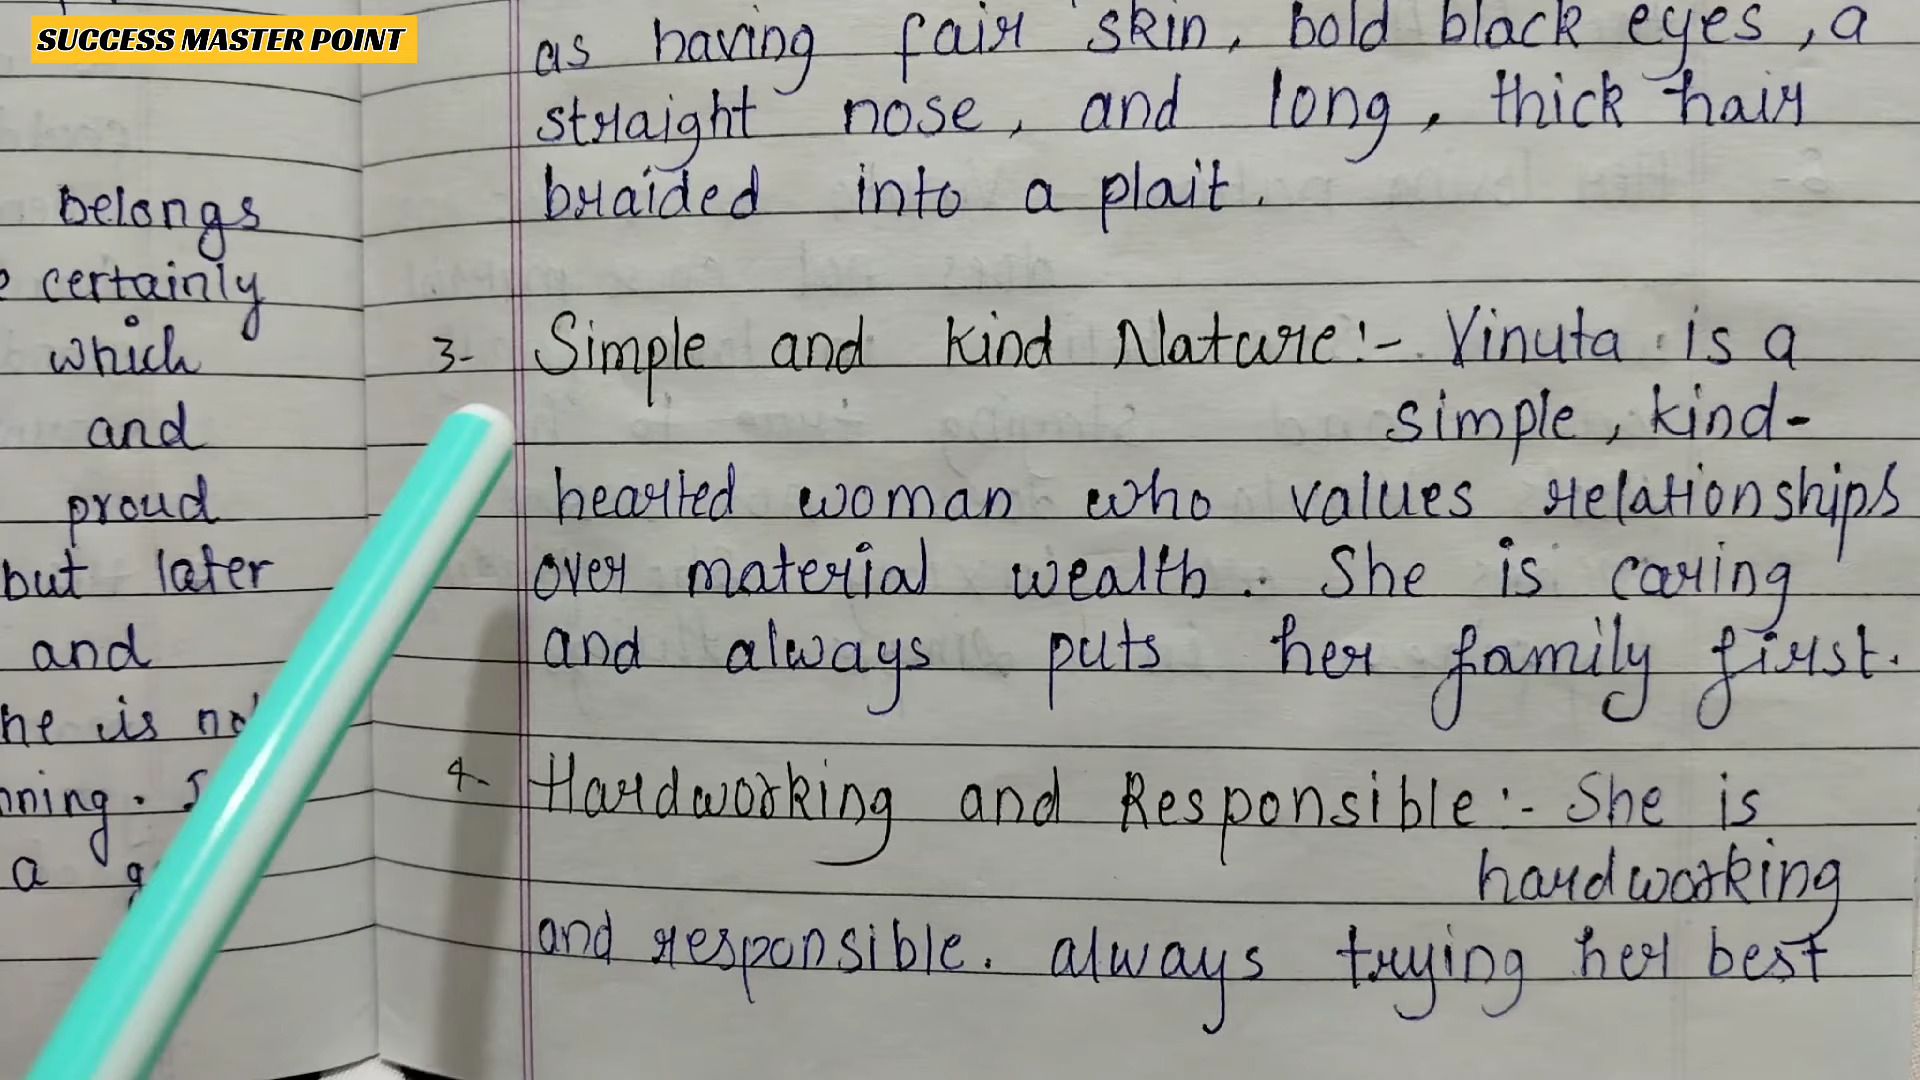 SUCCESS MASTER POINT
belongs
certainly
which
and
proud
but later
and
he is
a
as having fair skin, bold black eyes, a
straight nose, and long, thick hair
braided into a plait.
3- Simple and Kind Nature:- Vinuta is a
simple, kind-
hearted woman who values relationships
over material wealth. She is caring
and always puts her family first.
4- Hardworking and Responsible:- She is
hardworking
and responsible. always trying her best